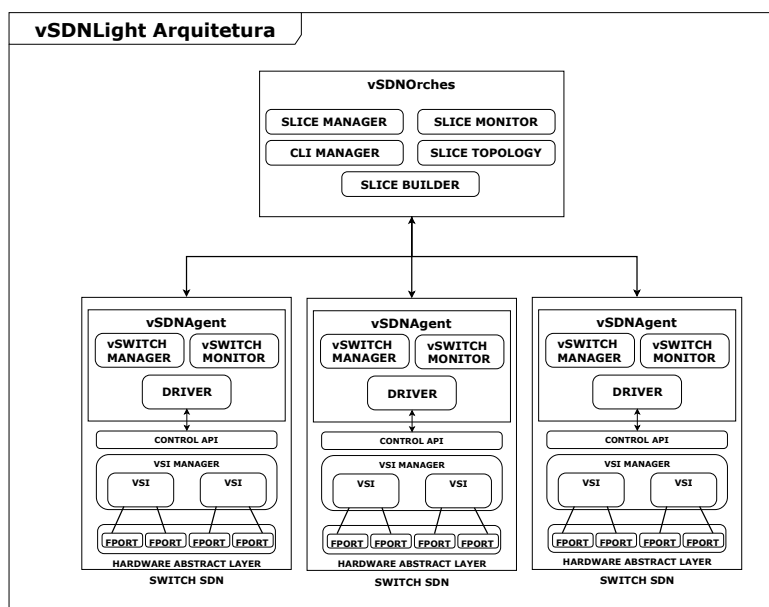 vSDNLight Arquitetura
vSDNOrches
SLICE MANAGER
SLICE MONITOR
CLI MANAGER
SLICE TOPOLOGY
SLICE BUILDER
vSDNAgent
vSWITCH
MANAGER
vSWITCH
MONITOR
DRIVER
CONTROL API
VSI MANAGER
VSI
VSI
FPORT
FPORT
FPORT
FPORT
HARDWARE ABSTRACT LAYER
SWITCH SDN
vSDNAgent
vSWITCH
MANAGER
vSWITCH
MONITOR
DRIVER
CONTROL API
VSI MANAGER
VSI
VSI
FPORT
FPORT
FPORT
FPORT
HARDWARE ABSTRACT LAYER
SWITCH SDN
vSDNAgent
vSWITCH
MANAGER
vSWITCH
MONITOR
DRIVER
CONTROL API
VSI MANAGER
VSI
VSI
FPORT
FPORT
FPORT
FPORT
HARDWARE ABSTRACT LAYER
SWITCH SDN